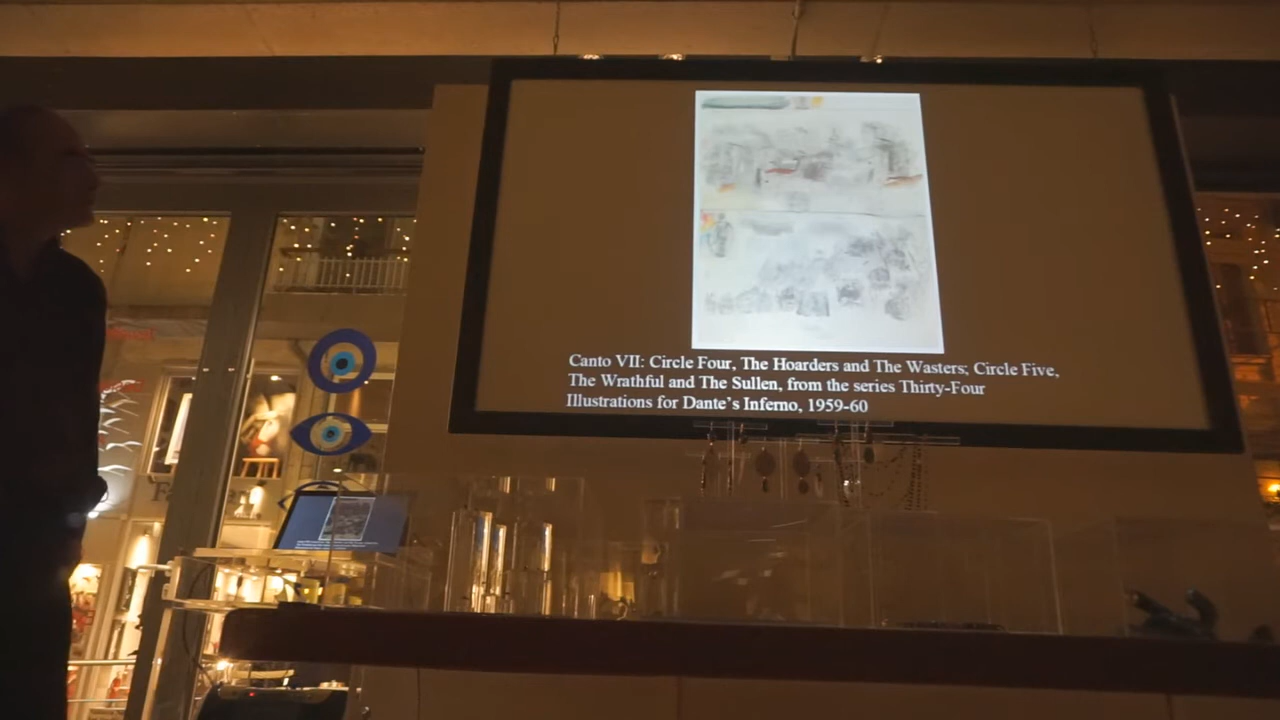 Canto VII: Circle Four, The Hoarders and The Wasters; Circle Five,
The Wrathful and The Sullen, from the series Thirty-Four
Illustrations for Dante’s Inferno, 1959-60